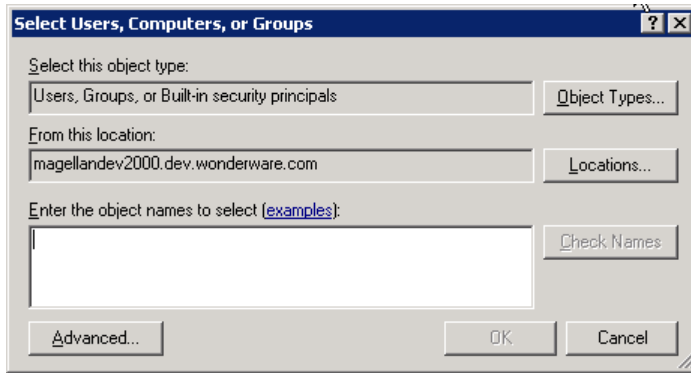 Select Users, Computers, or Groups
Select this object type:
Users, Groups, or Built-in security principals
Object Types...
From this location:
magellandev2000.dev.wonderware.com
Locations...
Enter the object names to select (examples):
Check Names
Advanced...
OK
Cancel